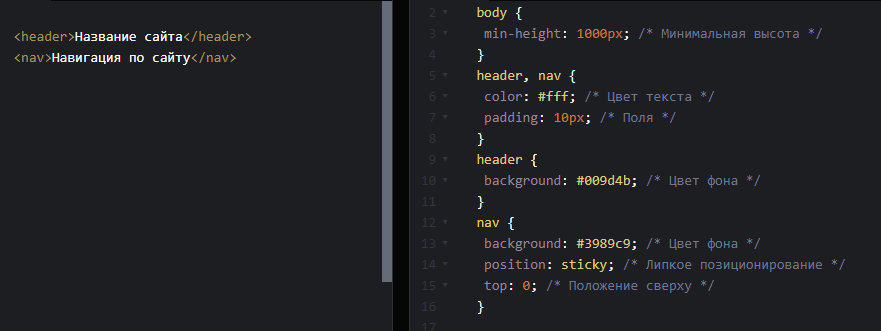 <header>Название сайта</header>
<nav>Навигация по сайту</nav>
2 body {
3 min-height: 1000px; /* Минимальная высота */
4 }
5 header, nav {
6 color: #fff; /* Цвет текста */
7 padding: 10px; /* Поля */
8 }
9 header {
10 background: #009d4b; /* Цвет фона */
11 }
12 nav {
13 background: #3989c9; /* Цвет фона */
14 position: sticky; /* Липкое позиционирование */
15 top: 0; /* Положение сверху */
16 }
17